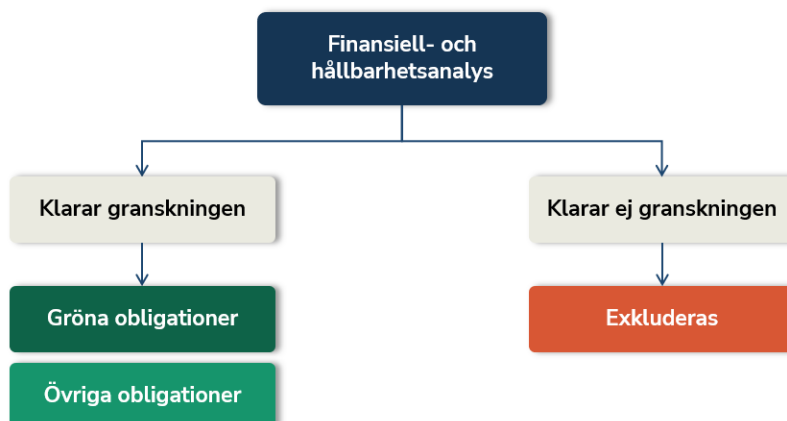 Finansiell- och
hållbarhetsanalys
Klarar granskningen
Klarar ej granskningen
Gröna obligationer
Exkluderas
Övriga obligationer